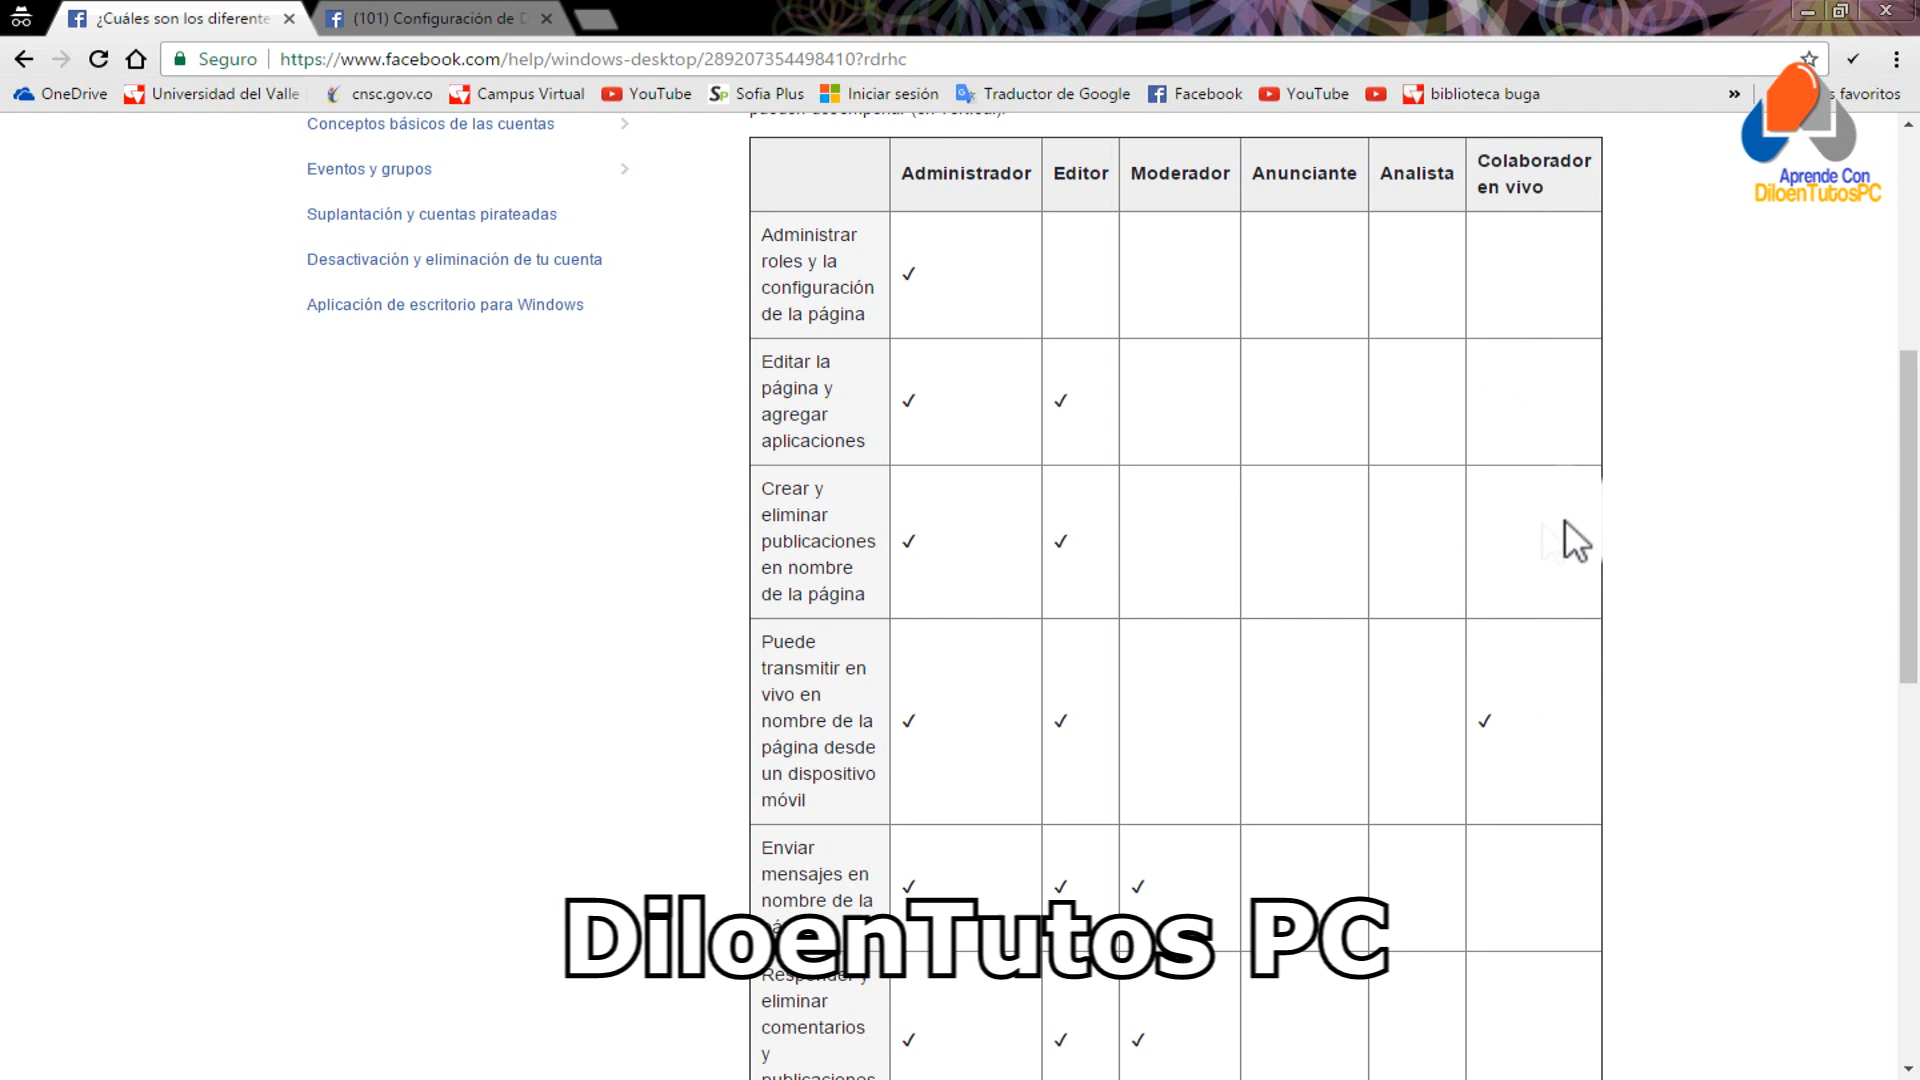 ¿Cuáles son los diferente
(101) Configuración de D
Seguro
https://www.facebook.com/help/windows-desktop/289207354498410?rdrhc
OneDrive
Universidad del Valle
cnsc.gov.co
Campus Virtual
YouTube
Sofia Plus
Iniciar sesión
Traductor de Google
Facebook
YouTube
biblioteca buga
»
s favoritos
Aprende Con
DiloenTutosPC
Conceptos básicos de las cuentas
Eventos y grupos
Suplantación y cuentas pirateadas
Desactivación y eliminación de tu cuenta
Aplicación de escritorio para Windows
Administrador
Editor
Moderador
Anunciante
Analista
Colaborador
en vivo
Administrar
roles y la
configuración
de la página
✓
Editar la
página y
agregar
aplicaciones
✓ ✓
Crear y
eliminar
publicaciones
en nombre
de la página
✓ ✓
Puede
transmitir en
vivo en
nombre de la
página desde
un dispositivo
móvil
✓ ✓ ✓
Enviar
mensajes en
nombre de la
✓ ✓ ✓
DiloenTutos PC
Responder y
eliminar
comentarios
y
publicaciones
✓ ✓ ✓